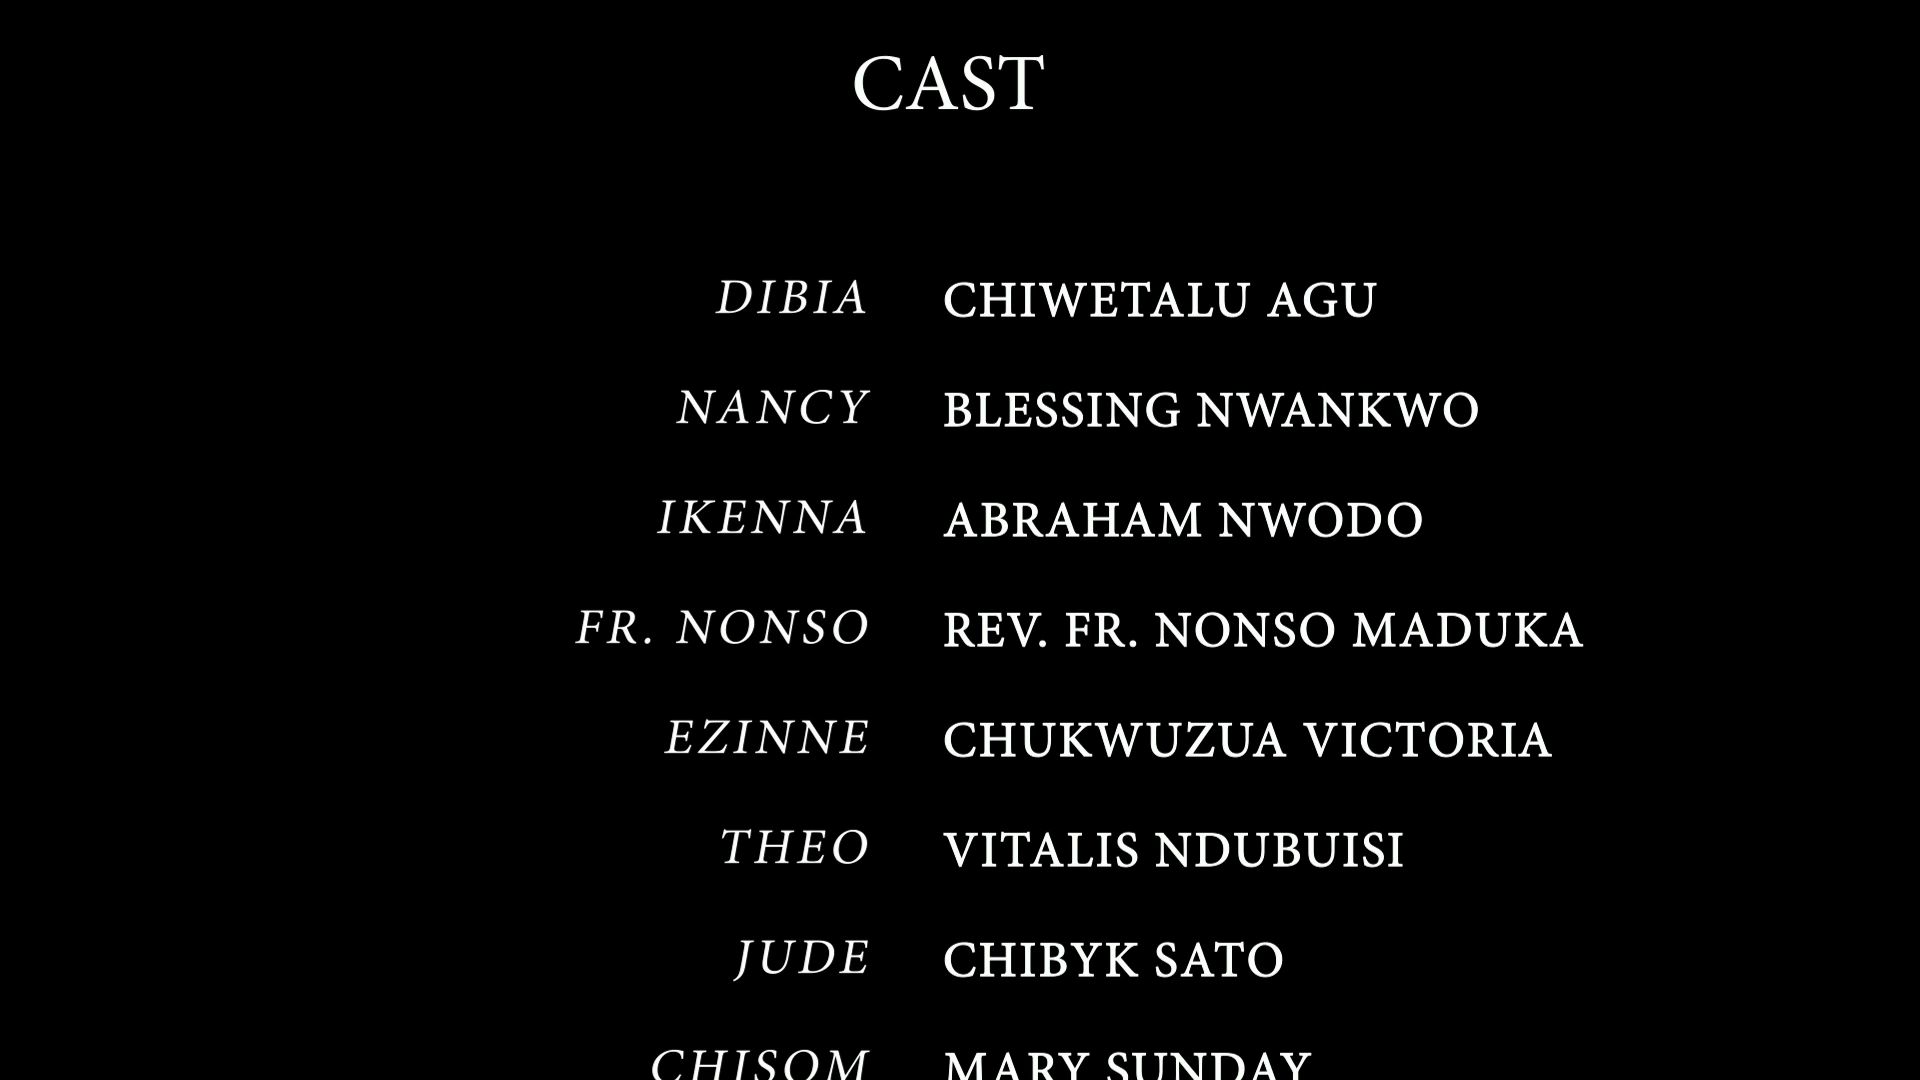 CAST
DIBIA CHIWETALU AGU
NANCY BLESSING NWANKWO
IKENNA ABRAHAM NWODO
FR. NONSO REV. FR. NONSO MADUKA
EZINNE CHUKWUZUA VICTORIA
THEO VITALIS NDUBUISI
JUDE CHIBYK SATO
CHISOM MARY SUNDAY